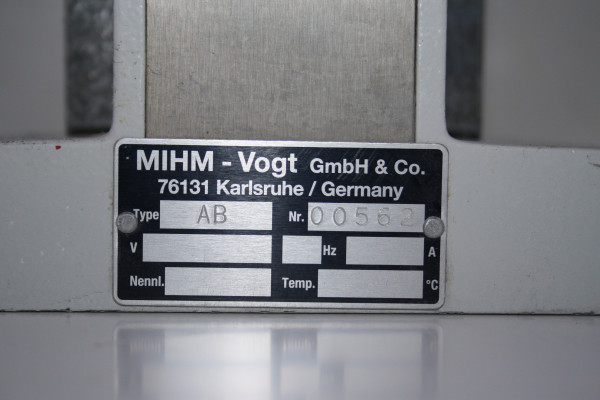 MIHM - Vogt GmbH & Co.
76131 Karlsruhe / Germany
Type AB Nr. 00562
V Hz A
Nennl. Temp. °C